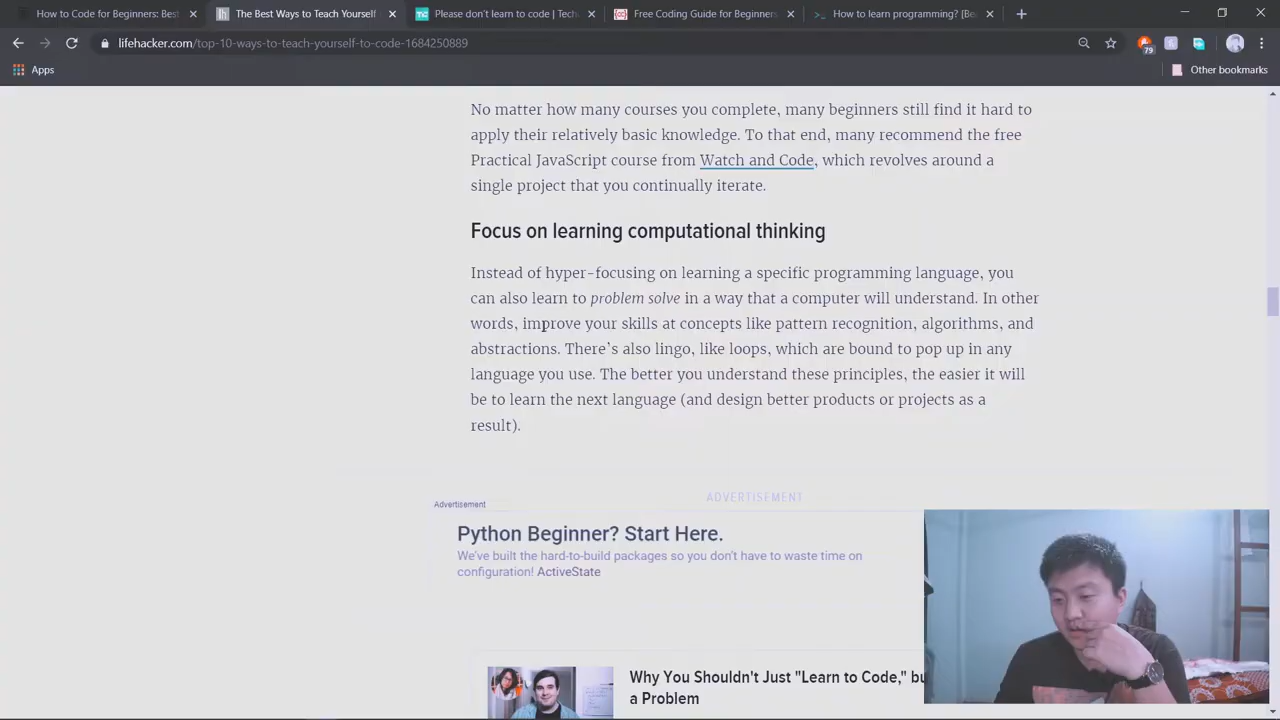 How to Code for Beginners: Best
The Best Ways to Teach Yourself
Please don't learn to code | Tech
Free Coding Guide for Beginners
How to learn programming? [Be
lifehacker.com/top-10-ways-to-teach-yourself-to-code-1684250889
79
Apps
Other bookmarks
No matter how many courses you complete, many beginners still find it hard to
apply their relatively basic knowledge. To that end, many recommend the free
Practical JavaScript course from Watch and Code, which revolves around a
single project that you continually iterate.
Focus on learning computational thinking
Instead of hyper-focusing on learning a specific programming language, you
can also learn to problem solve in a way that a computer will understand. In other
words, improve your skills at concepts like pattern recognition, algorithms, and
abstractions. There's also lingo, like loops, which are bound to pop up in any
language you use. The better you understand these principles, the easier it will
be to learn the next language (and design better products or projects as a
result).
ADVERTISEMENT
Advertisement
Python Beginner? Start Here.
We've built the hard-to-build packages so you don't have to waste time on
configuration! ActiveState
Why You Shouldn't Just "Learn to Code," bu
a Problem